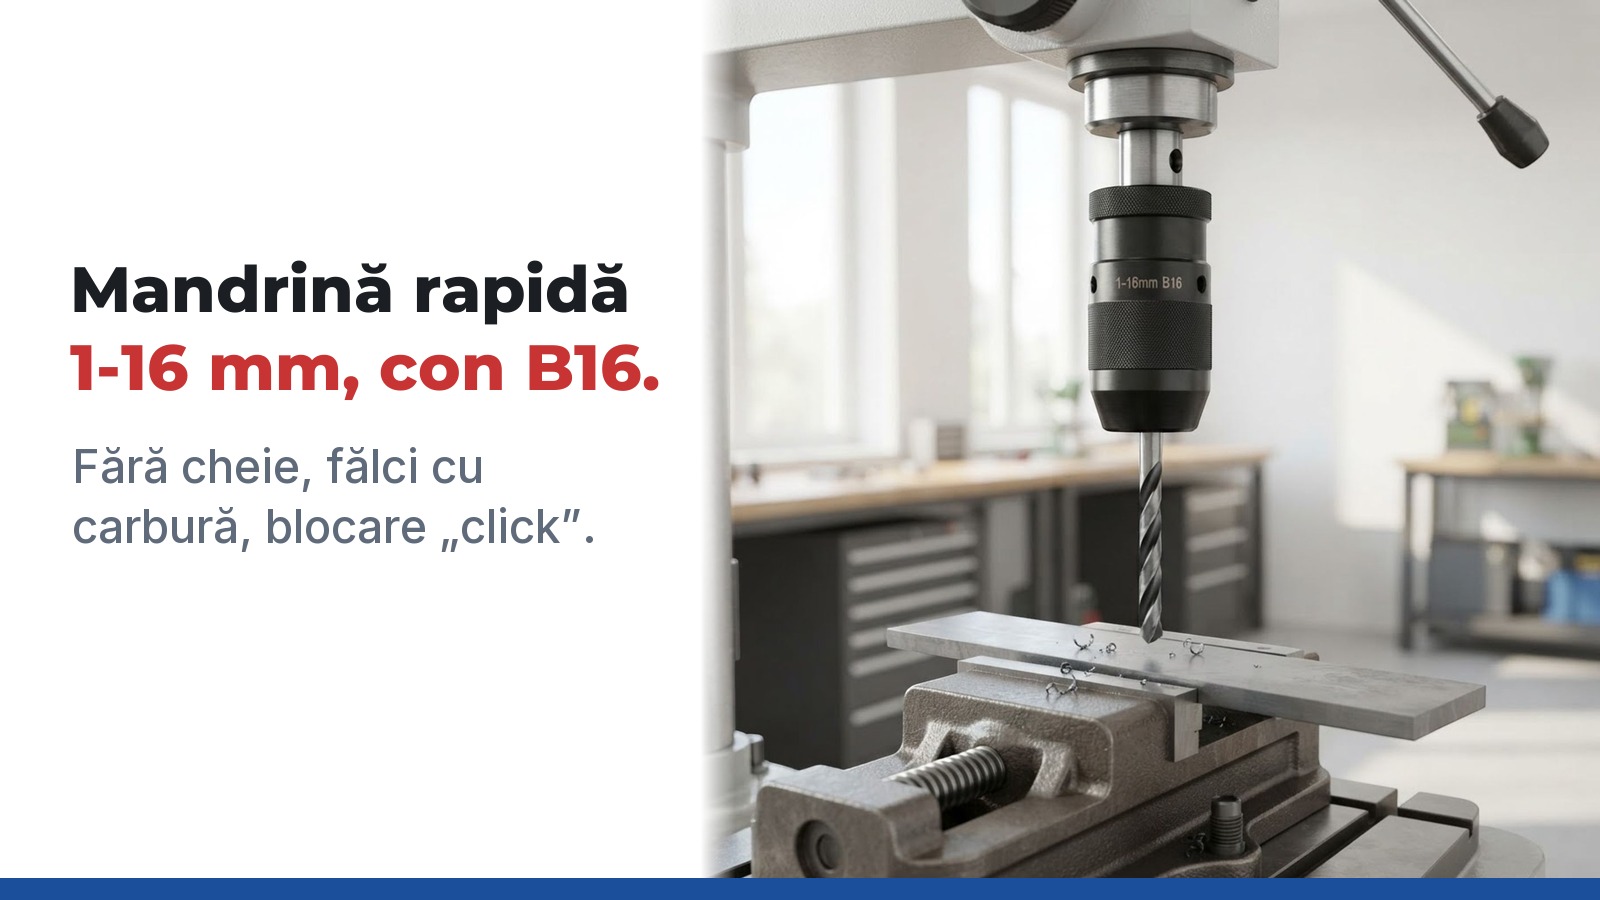 Mandrină rapidă
1-16 mm, con B16.
Fără cheie, fălci cu
carbură, blocare „click”.
1-16mm B16